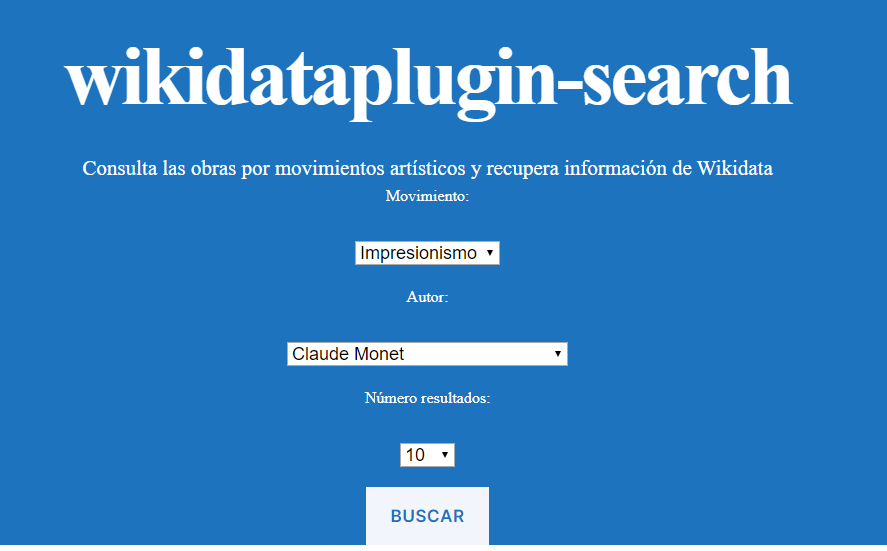 wikidataplugin-search
Consulta las obras por movimientos artísticos y recupera información de Wikidata
Movimiento:
Impresionismo
Autor:
Claude Monet
Número resultados:
10
BUSCAR